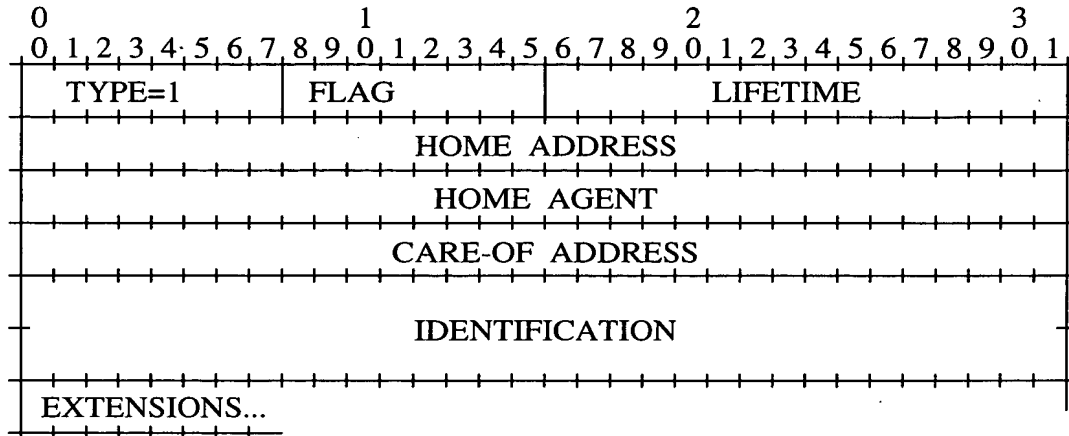 0 1 2 3
0 1 2 3 4 5 6 7 8 9 0 1 2 3 4 5 6 7 8 9 0 1 2 3 4 5 6 7 8 9 0 1
TYPE=1 FLAG LIFETIME
HOME ADDRESS
HOME AGENT
CARE-OF ADDRESS
IDENTIFICATION
EXTENSIONS...